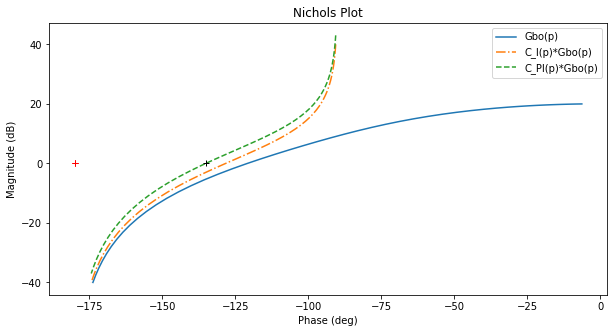 Nichols Plot
Gbo(p)
C_I(p)*Gbo(p)
C_PI(p)*Gbo(p)
Magnitude (dB)
40
20
0
−20
−40
−175
−150
−125
−100
−75
−50
−25
0
Phase (deg)